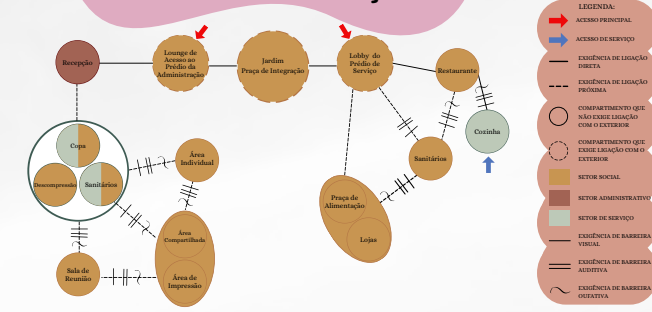 LEGENDA:
ACESSO PRINCIPAL
ACESSO DE SERVIÇO
EXIGÊNCIA DE LIGAÇÃO
DIRETA
EXIGÊNCIA DE LIGAÇÃO
PRÓXIMA
COMPARTIMENTO QUE
NÃO EXIGE LIGAÇÃO
COM O EXTERIOR
COMPARTIMENTO QUE
EXIGE LIGAÇÃO COM O
EXTERIOR
SETOR SOCIAL
SETOR ADMINISTRATIVO
SETOR DE SERVIÇO
EXIGÊNCIA DE BARREIRA
VISUAL
EXIGÊNCIA DE BARREIRA
AUDITIVA
EXIGÊNCIA DE BARREIRA
OLFATIVA
Recepção
Lounge de
Acesso ao
Prédio da
Administração
Jardim
Praça de Integração
Lobby do
Prédio de
Serviço
Restaurante
Cozinha
Sanitários
Praça de
Alimentação
Lojas
Copa
Descompressão
Sanitários
Área
Individual
Área
Compartilhada
Área de
Impressão
Sala de
Reunião